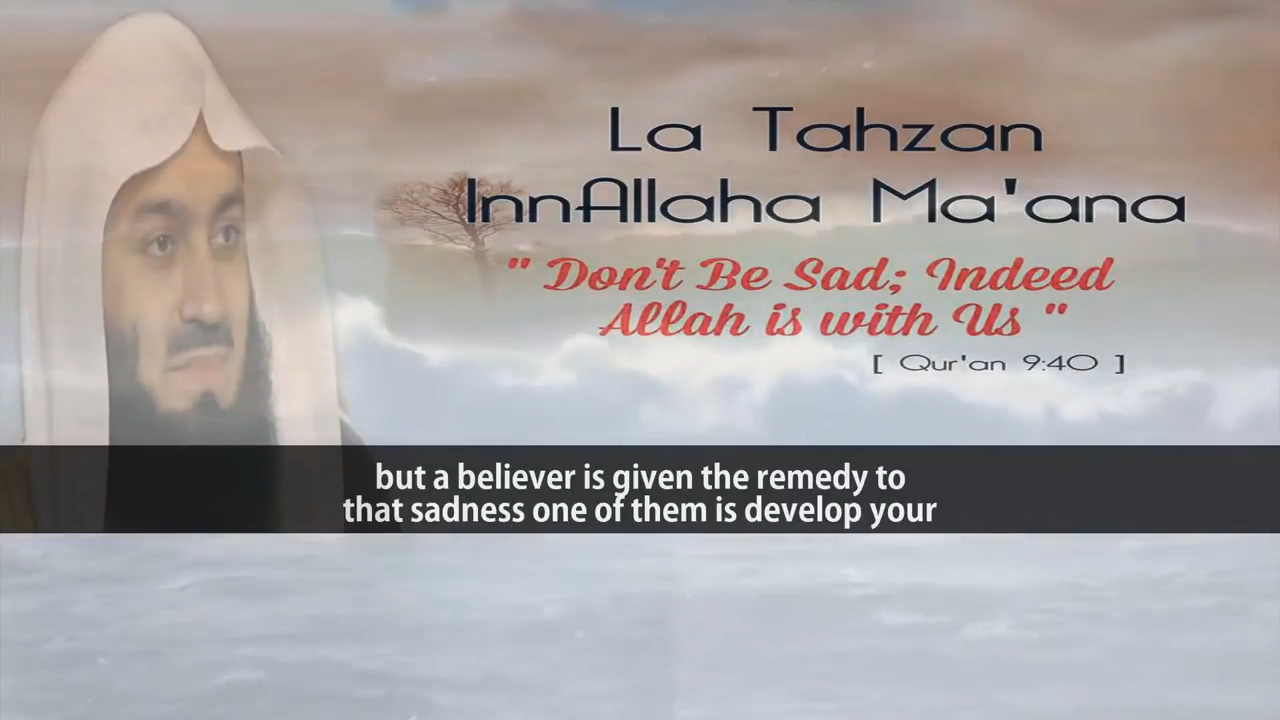 La Tahzan
InnAllaha Ma'ana
" Don't Be Sad; Indeed
Allah is with Us "
[ Qur'an 9:40 ]
but a believer is given the remedy to
that sadness one of them is develop your